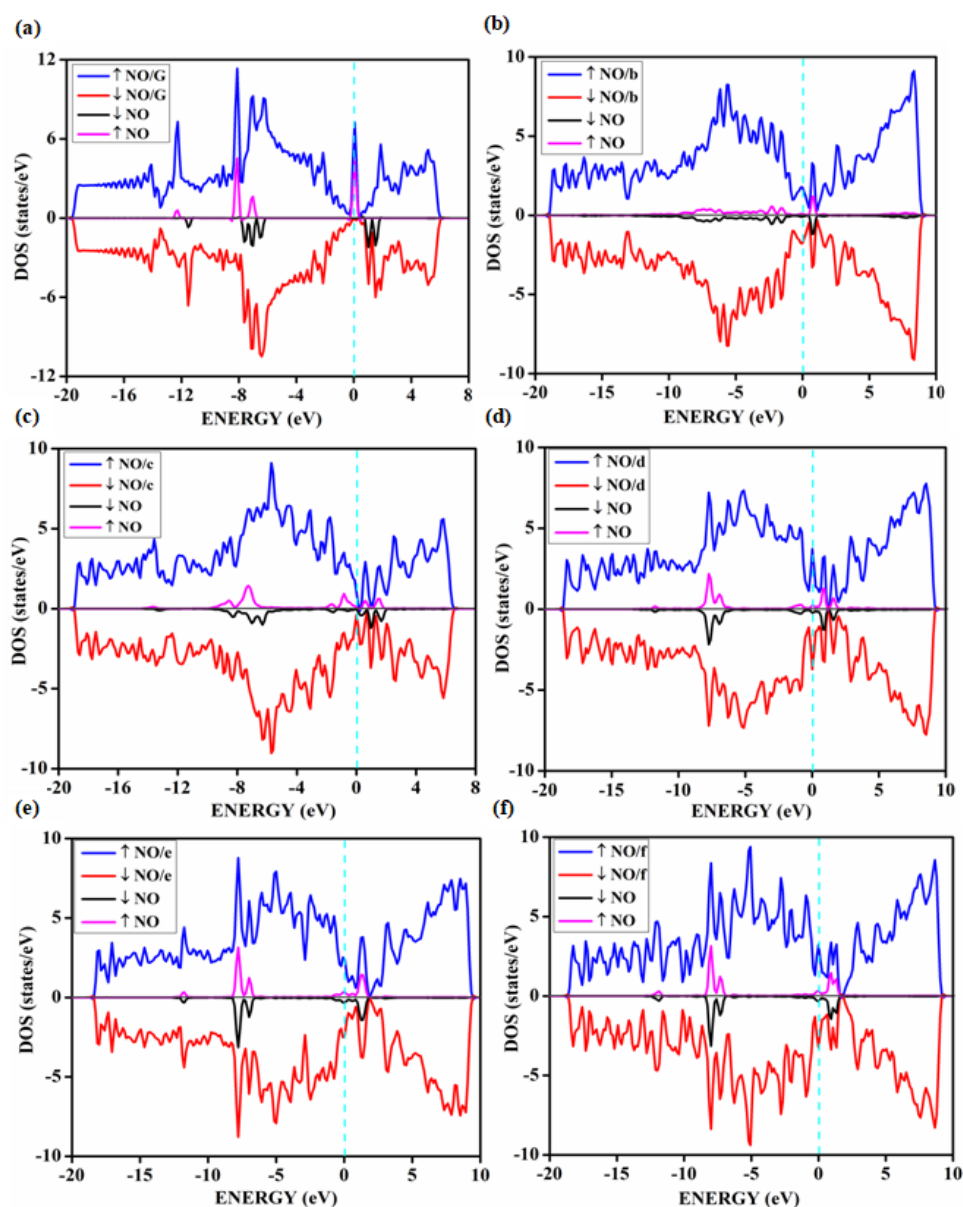 (a)
12
6
0
-6
-12
DOS (states/eV)
↑ NO/G
↓ NO/G
↓ NO
↑ NO
-20 -16 -12 -8 -4 0 4 8
ENERGY (eV)
(b)
10
5
0
-5
-10
DOS (states/eV)
↑ NO/b
↓ NO/b
↓ NO
↑ NO
-20 -15 -10 -5 0 5 10
ENERGY (eV)
(c)
10
5
0
-5
-10
DOS (states/eV)
↑ NO/c
↓ NO/c
↓ NO
↑ NO
-20 -16 -12 -8 -4 0 4 8
ENERGY (eV)
(d)
10
5
0
-5
-10
DOS (states/eV)
↑ NO/d
↓ NO/d
↓ NO
↑ NO
-20 -15 -10 -5 0 5 10
ENERGY (eV)
(e)
10
5
0
-5
-10
DOS (states/eV)
↑ NO/e
↓ NO/e
↓ NO
↑ NO
-20 -15 -10 -5 0 5 10
ENERGY (eV)
(f)
10
5
0
-5
-10
DOS (states/eV)
↑ NO/f
↓ NO/f
↓ NO
↑ NO
-20 -15 -10 -5 0 5 10
ENERGY (eV)